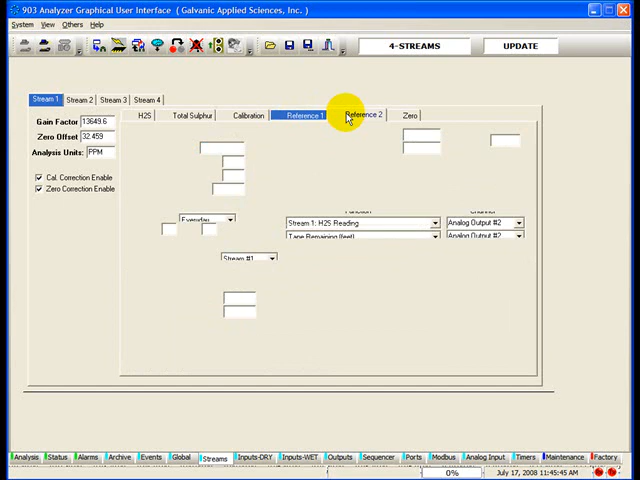 903 Analyzer Graphical User Interface ( Galvanic Applied Sciences, Inc. )
System View Others Help
4-STREAMS UPDATE
Stream 1 Stream 2 Stream 3 Stream 4
H2S Total Sulphur Calibration Reference 1 Reference 2 Zero
Gain Factor 13649.6
Zero Offset 32.459
Analysis Units: PPM
Cal. Correction Enable
Zero Correction Enable
Function Channel
Everyday Stream 1: H2S Reading Analog Output #2
Tape Remaining (feet) Analog Output #2
Stream #1
Analysis Status Alarms Archive Events Global Streams Inputs-DRY Inputs-WET Outputs Sequencer Ports Modbus Analog Input Timers Maintenance Factory
0% July 17, 2008 11:45:45 AM